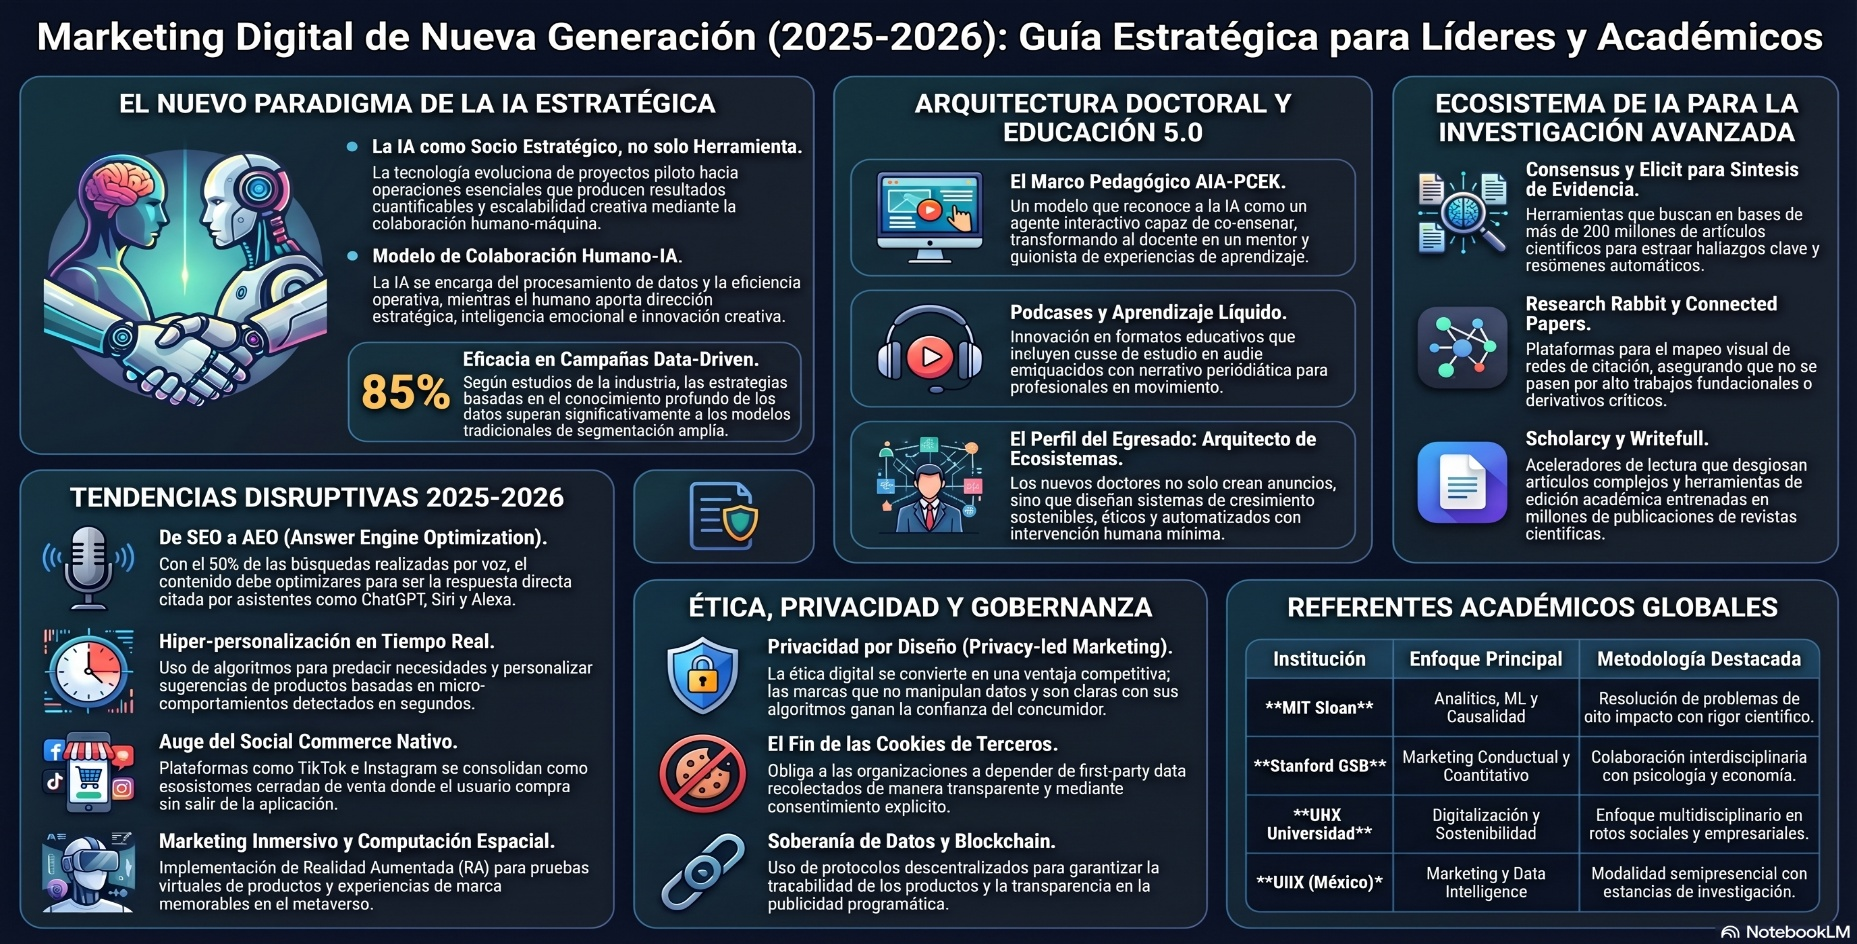 Marketing Digital de Nueva Generación (2025-2026): Guía Estratégica para Líderes y Académicos
EL NUEVO PARADIGMA DE LA IA ESTRATÉGICA
La IA como Socio Estratégico, no solo Herramienta.
La tecnología evoluciona de proyectos piloto hacia
operaciones esenciales que producen resultados
cuantificables y escalabilidad creativa mediante la
colaboración humano-máquina.
Modelo de Colaboración Humano-IA.
La IA se encarga del procesamiento de datos y la eficiencia
operativa, mientras el humano aporta dirección
estratégica, inteligencia emocional e innovación creativa.
85%
Eficacia en Campañas Data-Driven.
Según estudios de la industria, las estrategias
basadas en el conocimiento profundo de los
datos superan significativamente a los modelos
tradicionales de segmentación amplía.
ARQUITECTURA DOCTORAL Y
EDUCACIÓN 5.0
El Marco Pedagógico AIA-PCEK.
Un modelo que reconoce a la IA como un
agente interactivo capaz de co-ensenar,
transformando al docente en un mentor y
guionista de experiencias de aprendizaje.
Podcases y Aprendizaje Líquido.
Innovación en formatos educativos que
incluyen cusse de estudio en audie
emiquacidos con nerrativo periódiática para
profesionales en movimiento.
El Perfil del Egresado: Arquitecto de
Ecosistemas.
Los nuevos doctores no solo crean anuncios,
sino que diseñan sistemas de cresimiento
sostenibles, éticos y automatizados con
intervención humana mínima.
ECOSISTEMA DE IA PARA LA
INVESTIGACIÓN AVANZADA
Consensus y Elicit para Sintesis
de Evidencia.
Herramientas que buscan en bases de
más de 200 millones de artículos
cientificos para estraar hallazgos clave y
resömenes automáticos.
Research Rabbit y Connected
Papers.
Plataformas para el mapeo visual de
redes de citación, asegurando que no se
pasen por alto trabajos fundacionales o
derivativos críticos.
Scholarcy y Writefull.
Aceleradores de lectura que desgiosan
artículos complejos y herramientas de
edición académica entrenadas en
millones de publicaciones de revistas
cientificas.
TENDENCIAS DISRUPTIVAS 2025-2026
De SEO a AEO (Answer Engine Optimization).
Con el 50% de las búsquedas realizadas por voz, el
contenido debe optimizares para ser la respuesta directa
citada por asistentes como ChatGPT, Siri y Alexa.
Hiper-personalización en Tiempo Real.
Uso de algoritmos para predacir necesidades y personalizar
sugerencias de productos basadas en micro-
comportamientos detectados en segundos.
Auge del Social Commerce Nativo.
Plataformas como TikTok e Instagram se consolidan como
ecosistomes cerradan de venta donde el usuario compra
sin salir de la aplicación.
Marketing Inmersivo y Computación Espacial.
Implementación de Realidad Aumentada (RA) para pruebas
virtuales de productos y experiencias de marca
memorables en el metaverso.
ÉTICA, PRIVACIDAD Y GOBERNANZA
Privacidad por Diseño (Privacy-led Marketing).
La ética digital se convierte en una ventaja competitiva;
las marcas que no manipulan datos y son claras con sus
algoritmos ganan la confianza del consumidor.
El Fin de las Cookies de Terceros.
Obliga a las organizaciones a depender de first-party data
recolectados de manera transparente y mediante
consentimiento explicito.
Soberanía de Datos y Blockchain.
Uso de protocolos descentralizados para garantizar la
tracabilidad de los productos y la transparencia en la
publicidad programática.
REFERENTES ACADÉMICOS GLOBALES
Institución Enfoque Principal Metodología Destacada
**MIT Sloan** Analitics, ML y Causalidad Resolución de problemas de oito impacto con rigor cientifico.
**Stanford GSB** Marketing Conductual y Coantitativo Colaboración interdisciplinaria con psicología y economía.
**UHX Universidad** Digitalización y Sostenibilidad Enfoque multidisciplinario en rotos sociales y empresariales.
**UIIX (México)* Marketing y Data Intelligence Modalidad semipresencial con estancias de investigación.
NotebookLM